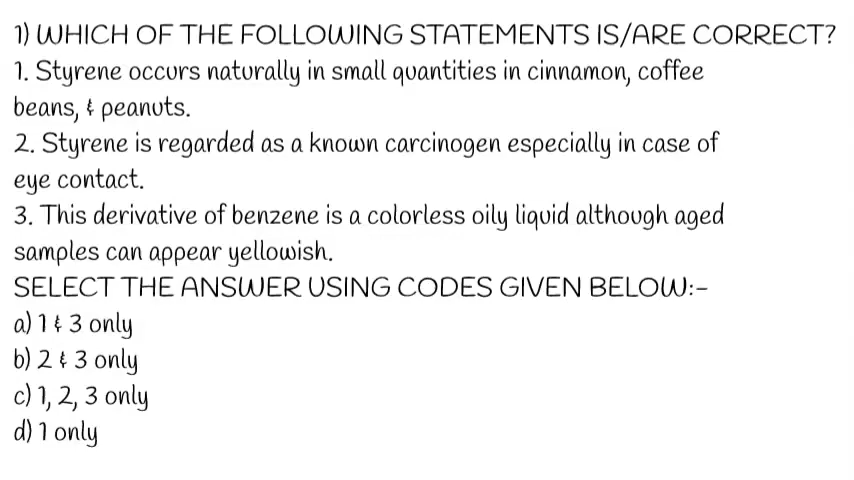 1) WHICH OF THE FOLLOWING STATEMENTS IS/ARE CORRECT?
1. Styrene occurs naturally in small quantities in cinnamon, coffee
beans, & peanuts.
2. Styrene is regarded as a known carcinogen especially in case of
eye contact.
3. This derivative of benzene is a colorless oily liquid although aged
samples can appear yellowish.
SELECT THE ANSWER USING CODES GIVEN BELOW:-
a) 1 & 3 only
b) 2 & 3 only
c) 1, 2, 3 only
d) 1 only